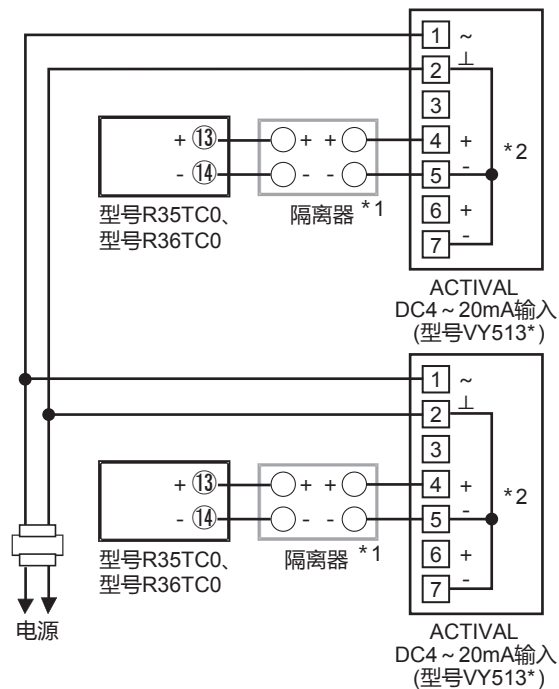 1 ~
2 ⊥
3
+ ⑬ + + 4 +
*2
- ⑭ - - 5 -
6 +
7 -
型号R35TC0、
型号R36TC0
隔离器 *1
ACTIVAL
DC4~20mA输入
(型号VY513*)
1 ~
2 ⊥
3
+ ⑬ + + 4 +
*2
- ⑭ - - 5 -
6 +
7 -
型号R35TC0、
型号R36TC0
隔离器 *1
电源
ACTIVAL
DC4~20mA输入
(型号VY513*)